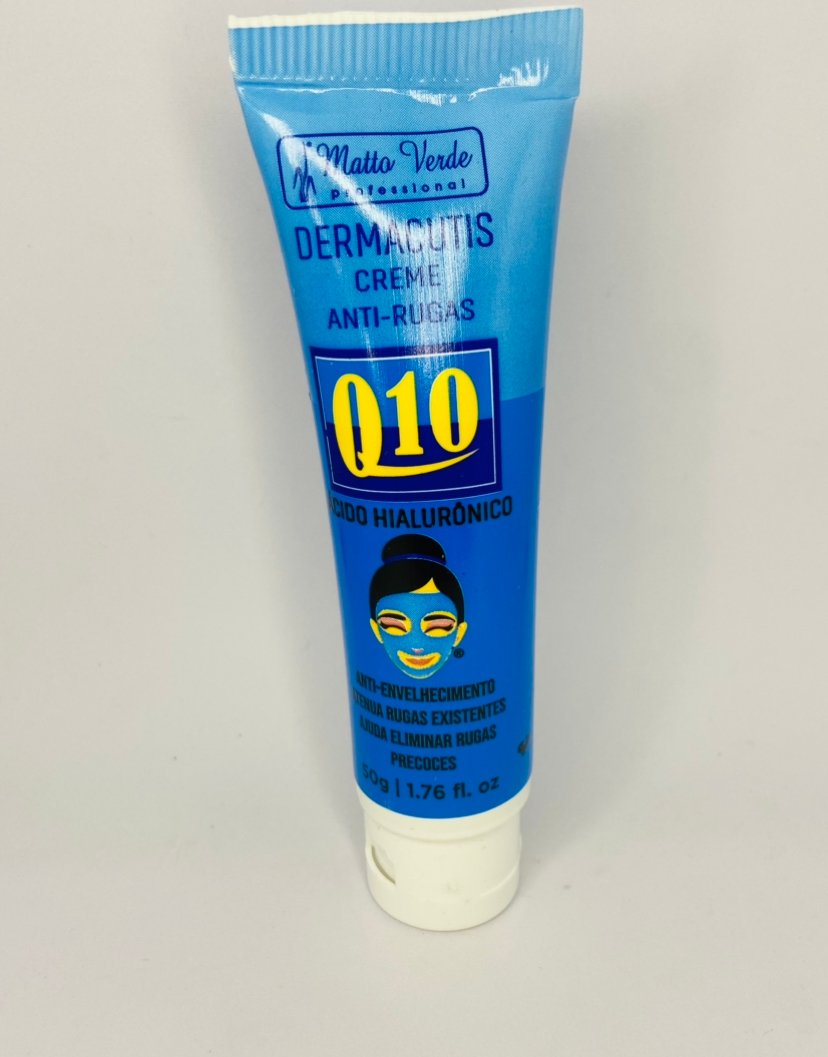 Matto Verde
professional
DERMACUTIS
CREME
ANTI-RUGAS
Q10
ÁCIDO HIALURÔNICO
®
ANTI-ENVELHECIMENTO
ATENUA RUGAS EXISTENTES
AJUDA ELIMINAR RUGAS
PRECOCES
50g | 1.76 fl. oz